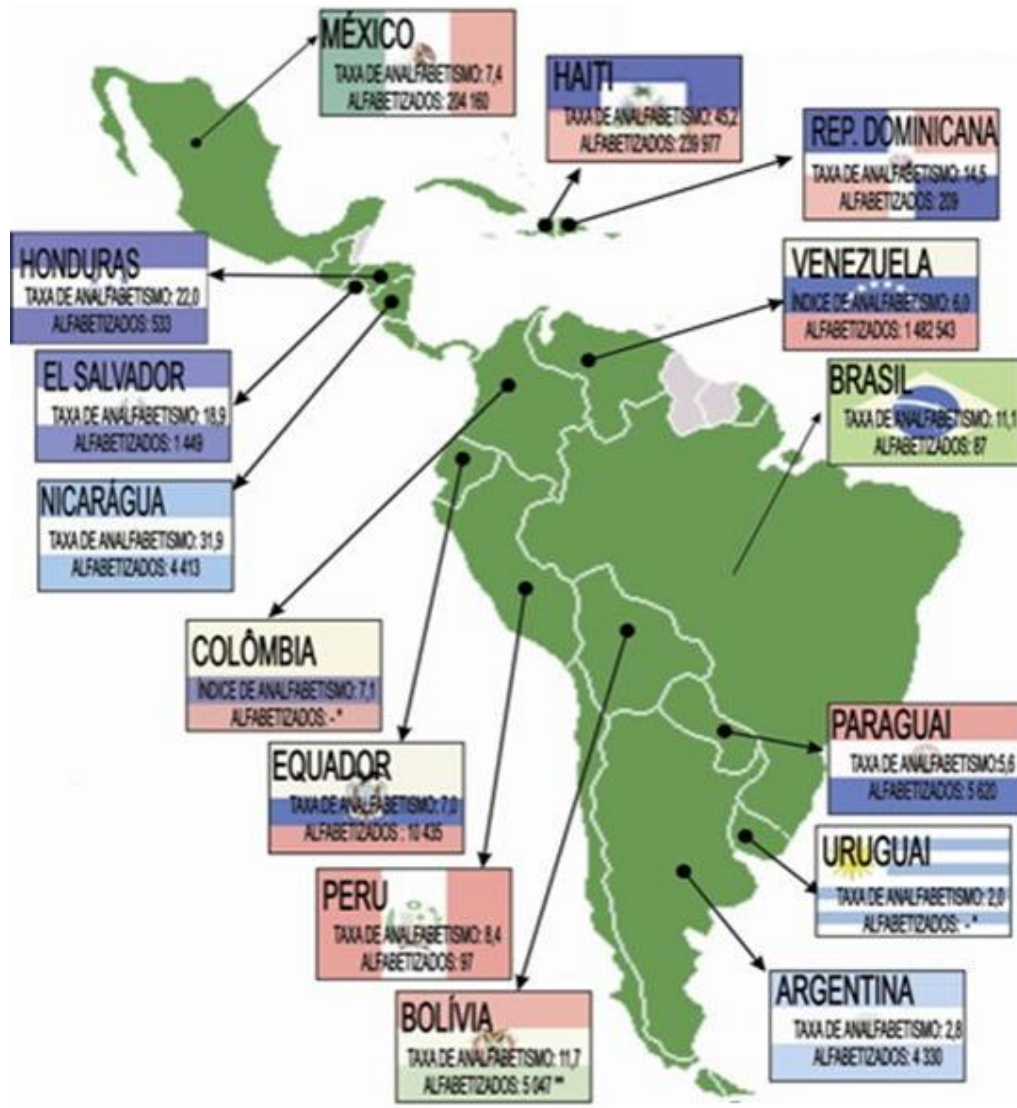 MÉXICO
TAXA DE ANALFABETISMO: 7,4
ALFABETIZADOS: 204 160
HAITI
TAXA DE ANALFABETISMO: 45,2
ALFABETIZADOS: 239 977
REP. DOMINICANA
TAXA DE ANALFABETISMO: 14,5
ALFABETIZADOS: 209
HONDURAS
TAXA DE ANALFABETISMO: 22,0
ALFABETIZADOS: 533
VENEZUELA
ÍNDICE DE ANALFABETISMO: 6,0
ALFABETIZADOS: 1 482 543
EL SALVADOR
TAXA DE ANALFABETISMO: 18,9
ALFABETIZADOS: 1 449
BRASIL
TAXA DE ANALFABETISMO: 11,1
ALFABETIZADOS: 87
NICARÁGUA
TAXA DE ANALFABETISMO: 31,9
ALFABETIZADOS: 4 413
COLÔMBIA
ÍNDICE DE ANALFABETISMO: 7,1
ALFABETIZADOS: - *
EQUADOR
TAXA DE ANALFABETISMO: 7,0
ALFABETIZADOS : 10 435
PARAGUAI
TAXA DE ANALFABETISMO:5,6
ALFABETIZADOS: 5 620
URUGUAI
TAXA DE ANALFABETISMO: 2,0
ALFABETIZADOS: - *
PERU
TAXA DE ANALFABETISMO: 8,4
ALFABETIZADOS: 97
ARGENTINA
TAXA DE ANALFABETISMO: 2,8
ALFABETIZADOS: 4 330
BOLÍVIA
TAXA DE ANALFABETISMO: 11,7
ALFABETIZADOS: 5 047 **